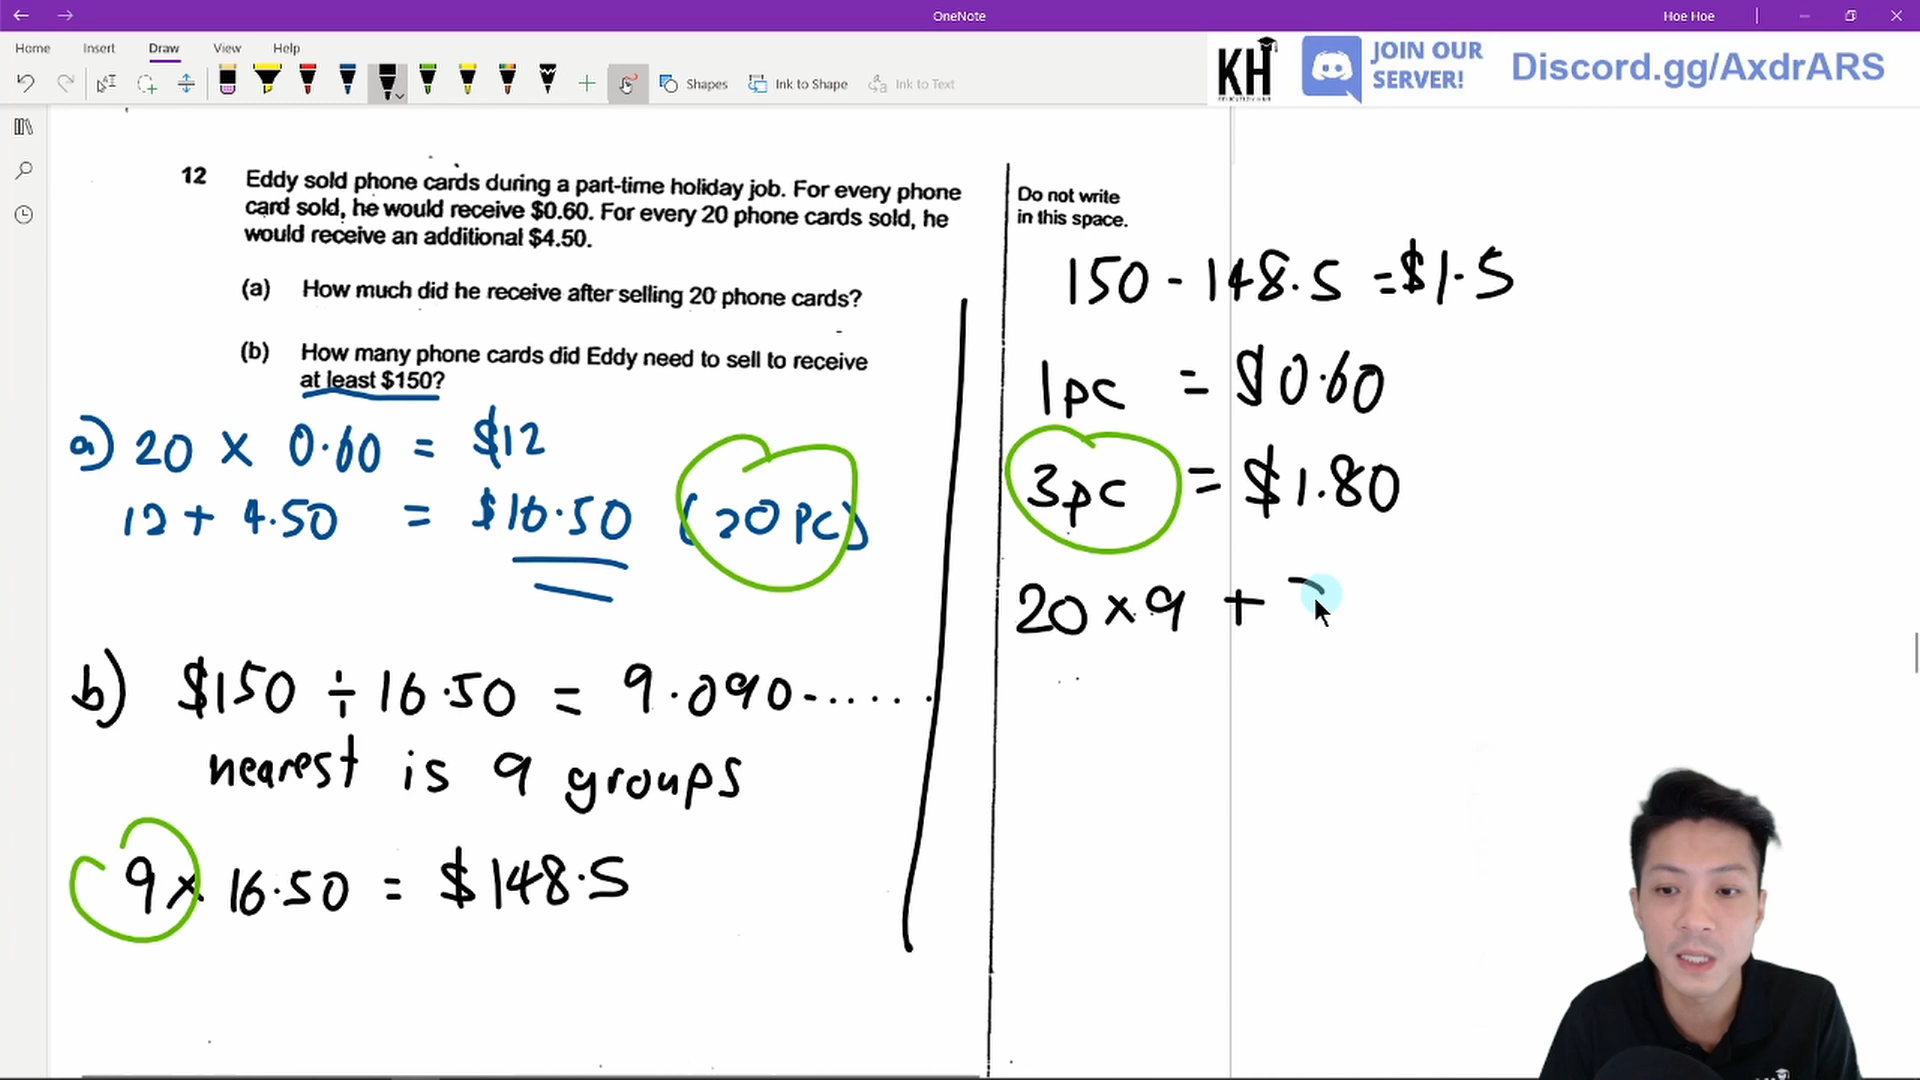 OneNote
Hoe Hoe
Home Insert Draw View Help
Shapes Ink to Shape Ink to Text
KH
JOIN OUR SERVER!
Discord.gg/AxdrARS
12 Eddy sold phone cards during a part-time holiday job. For every phone
card sold, he would receive $0.60. For every 20 phone cards sold, he
would receive an additional $4.50.
(a) How much did he receive after selling 20 phone cards?
(b) How many phone cards did Eddy need to sell to receive
at least $150?
a) 20 × 0.60 = $12
12 + 4.50 = $16.50 (20 PC)
b) $150 ÷ 16.50 = 9.090-.....
nearest is 9 groups
9 × 16.50 = $148.5
Do not write
in this space.
150 - 148.5 = $1.5
1pc = $0.60
3pc = $1.80
20 × 9 +